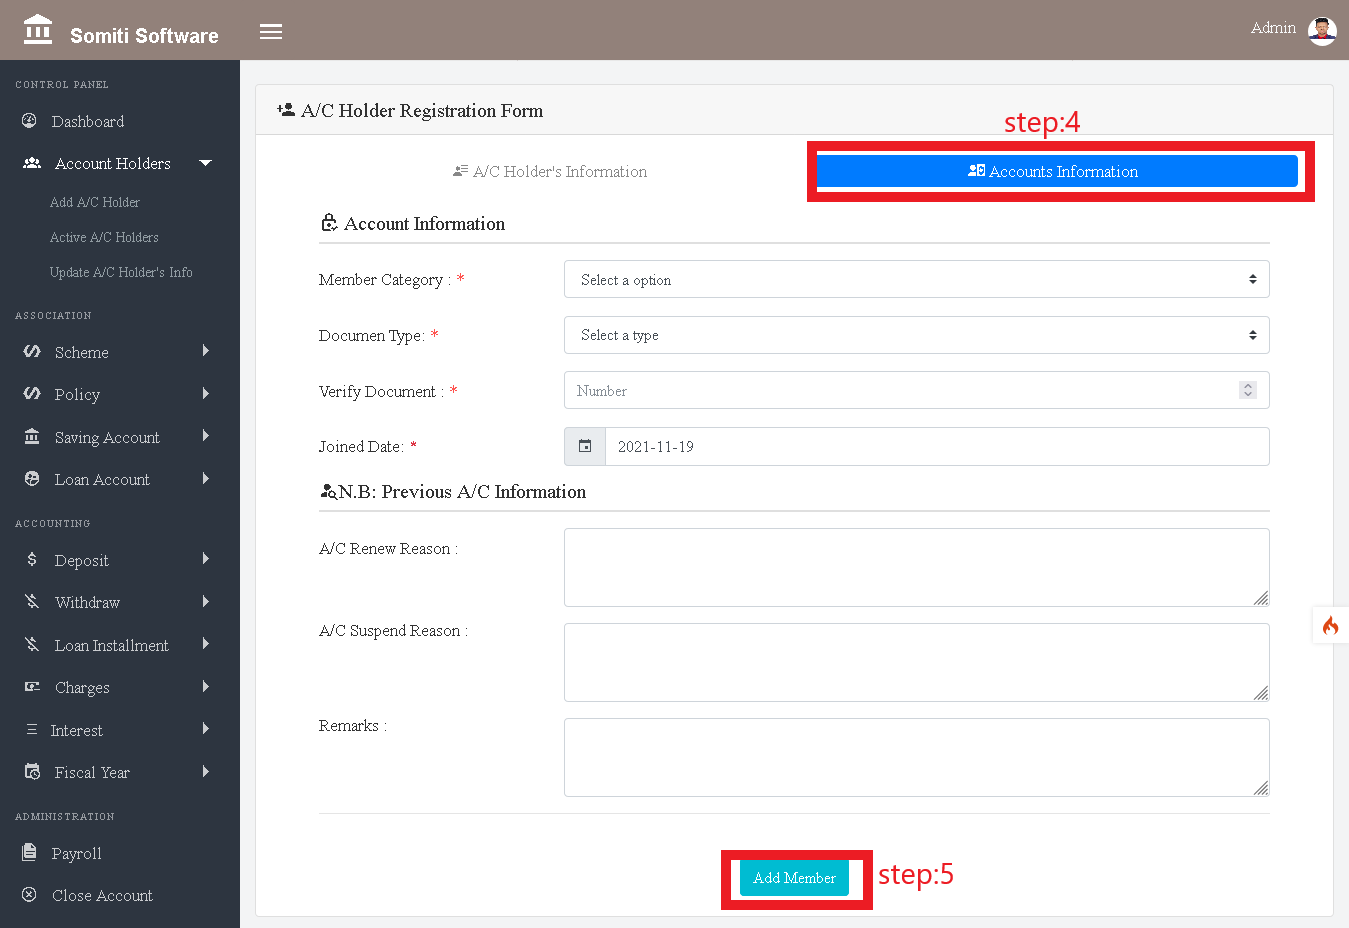 Somiti Software
Admin
CONTROL PANEL
Dashboard
Account Holders
Add A/C Holder
Active A/C Holders
Update A/C Holder's Info
ASSOCIATION
Scheme
Policy
Saving Account
Loan Account
ACCOUNTING
Deposit
Withdraw
Loan Installment
Charges
Interest
Fiscal Year
ADMINISTRATION
Payroll
Close Account
A/C Holder Registration Form
step:4
A/C Holder's Information
Accounts Information
Account Information
Member Category : *
Select a option
Documen Type: *
Select a type
Verify Document : *
Number
Joined Date: *
2021-11-19
N.B: Previous A/C Information
A/C Renew Reason :
A/C Suspend Reason :
Remarks :
Add Member
step:5